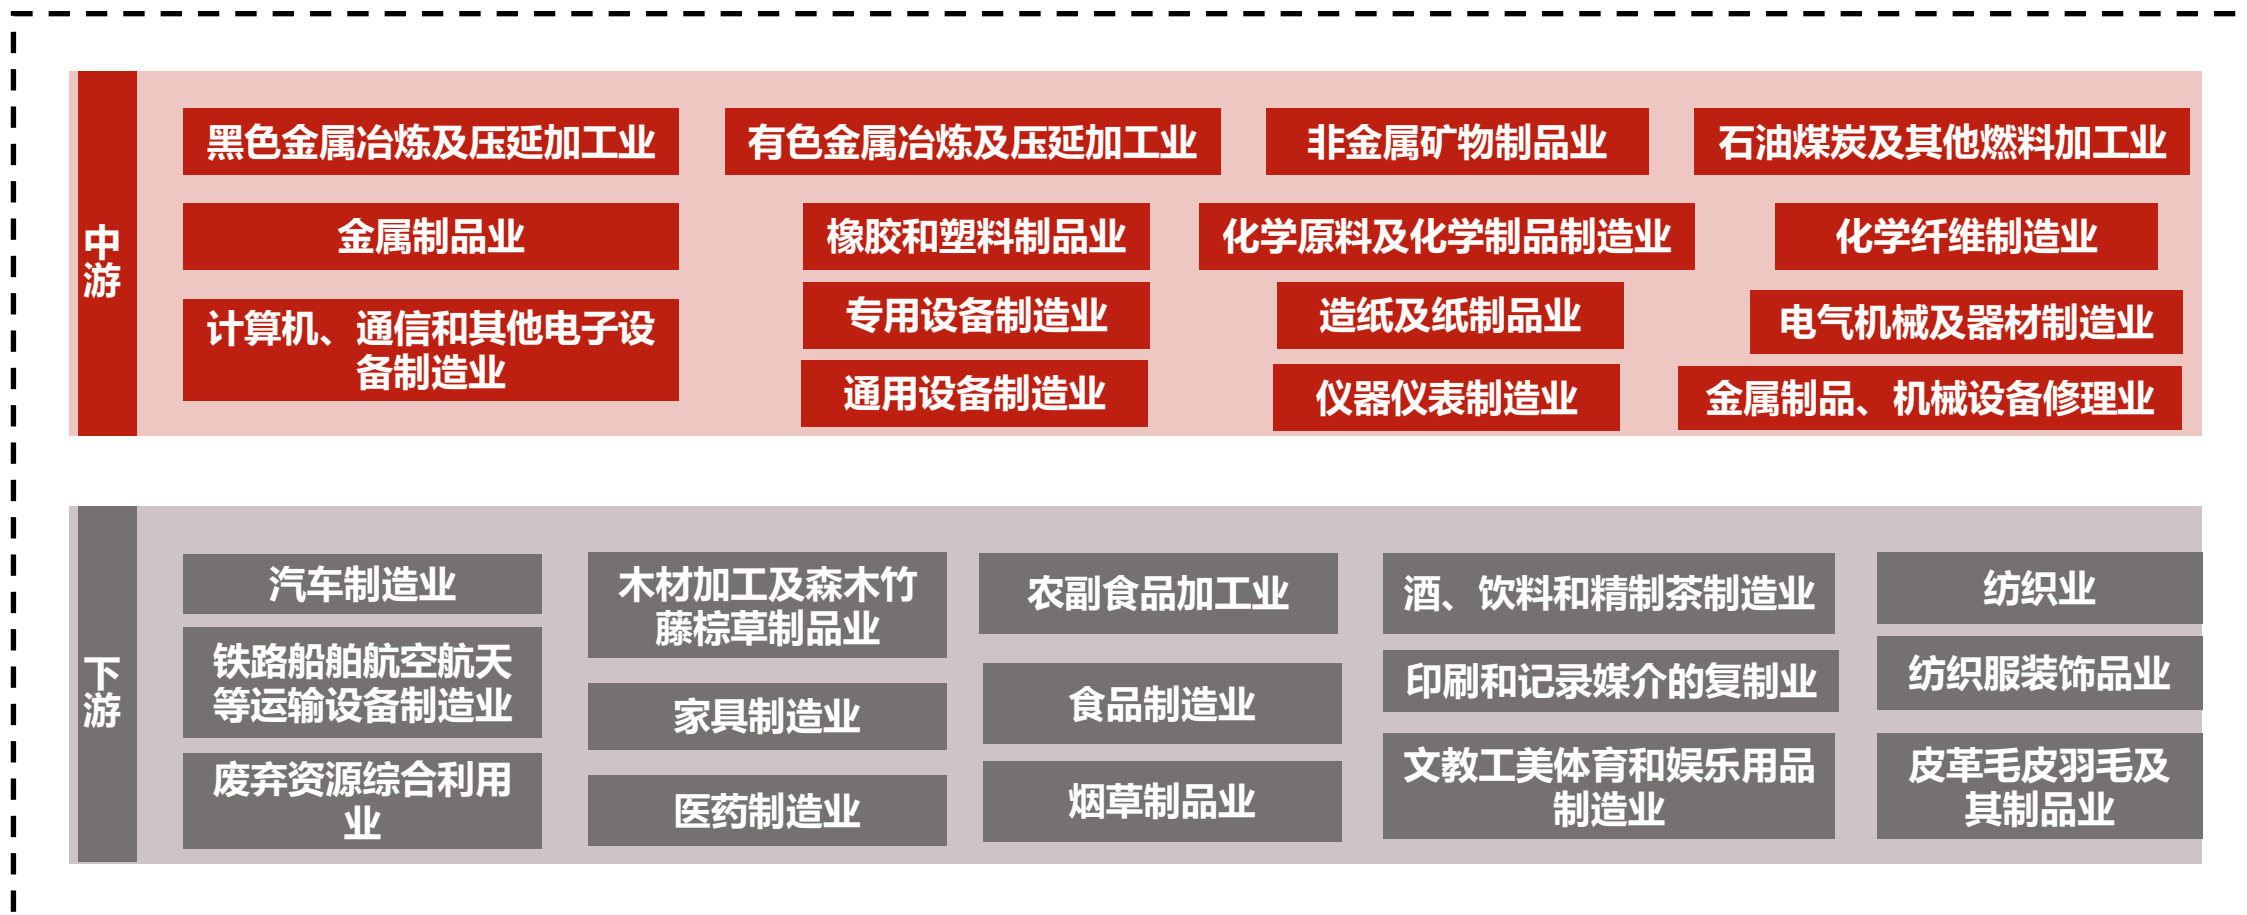 中游
黑色金属冶炼及压延加工业
有色金属冶炼及压延加工业
非金属矿物制品业
石油煤炭及其他燃料加工业
金属制品业
橡胶和塑料制品业
化学原料及化学制品制造业
化学纤维制造业
计算机、通信和其他电子设
备制造业
专用设备制造业
造纸及纸制品业
电气机械及器材制造业
通用设备制造业
仪器仪表制造业
金属制品、机械设备修理业
下游
汽车制造业
木材加工及森木竹
藤棕草制品业
农副食品加工业
酒、饮料和精制茶制造业
纺织业
铁路船舶航空航天
等运输设备制造业
家具制造业
食品制造业
印刷和记录媒介的复制业
纺织服装饰品业
废弃资源综合利用
业
医药制造业
烟草制品业
文教工美体育和娱乐用品
制造业
皮革毛皮羽毛及
其制品业